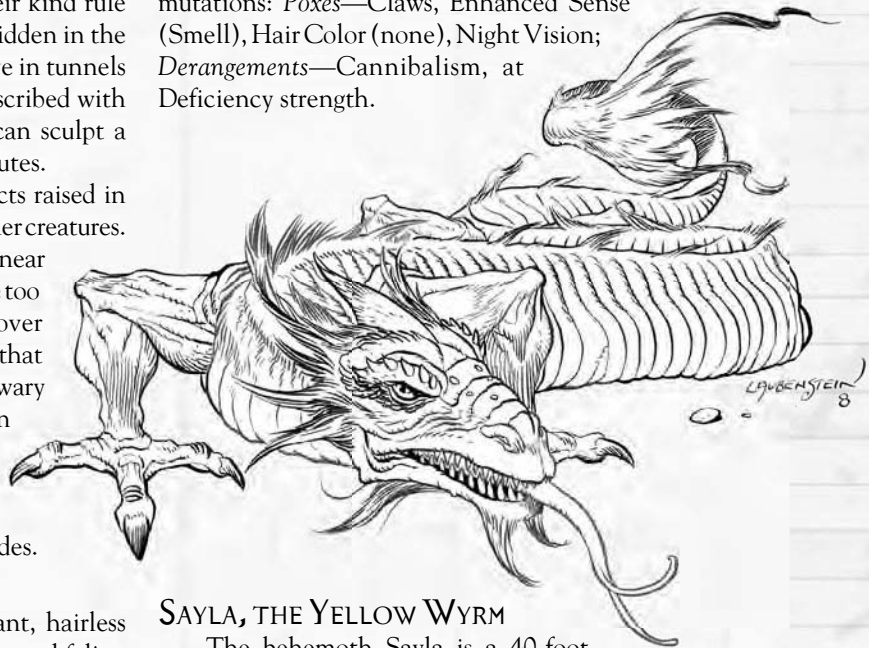 eir kind rule
idden in the
e in tunnels
scribed with
can sculpt a
utes.
cts raised in
er creatures.
near
too
over
that
wary
n
des.
ant, hairless
mutations: Poxes—Claws, Enhanced Sense
(Smell), Hair Color (none), Night Vision;
Derangements—Cannibalism, at
Deficiency strength.
LAUBENSTEIN
8
SAYLA, THE YELLOW WYRM
The behemoth Sayla is a 40-foot